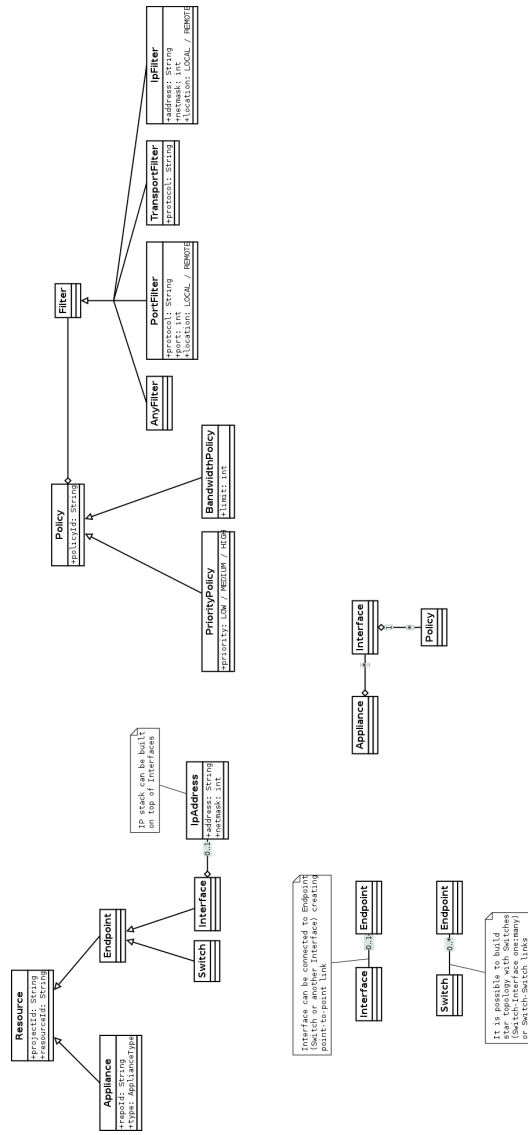 Resource
+projectId: String
+resourceId: String
Appliance
+repoId: String
+type: ApplianceType
Endpoint
Switch
Interface
0..1
IpAddress
+address: String
+netmask: int
IP stack can be built
on top of Interfaces
Policy
+policyId: String
PriorityPolicy
+priority: LOW / MEDIUM / HIGH
BandwidthPolicy
+limit: int
Filter
AnyFilter
PortFilter
+protocol: String
+port: int
+location: LOCAL / REMOTE
TransportFilter
+protocol: String
IpFilter
+address: String
+netmask: int
+location: LOCAL / REMOTE
Interface can be connected to Endpoint
(Switch or another Interface) creating
point-to-point link
Interface
0..1
Endpoint
Switch
0..*
Endpoint
It is possible to build
star topology with Switches
(Switch-Interface one:many)
or Switch-Switch links
Appliance
*
Interface
1
*
Policy